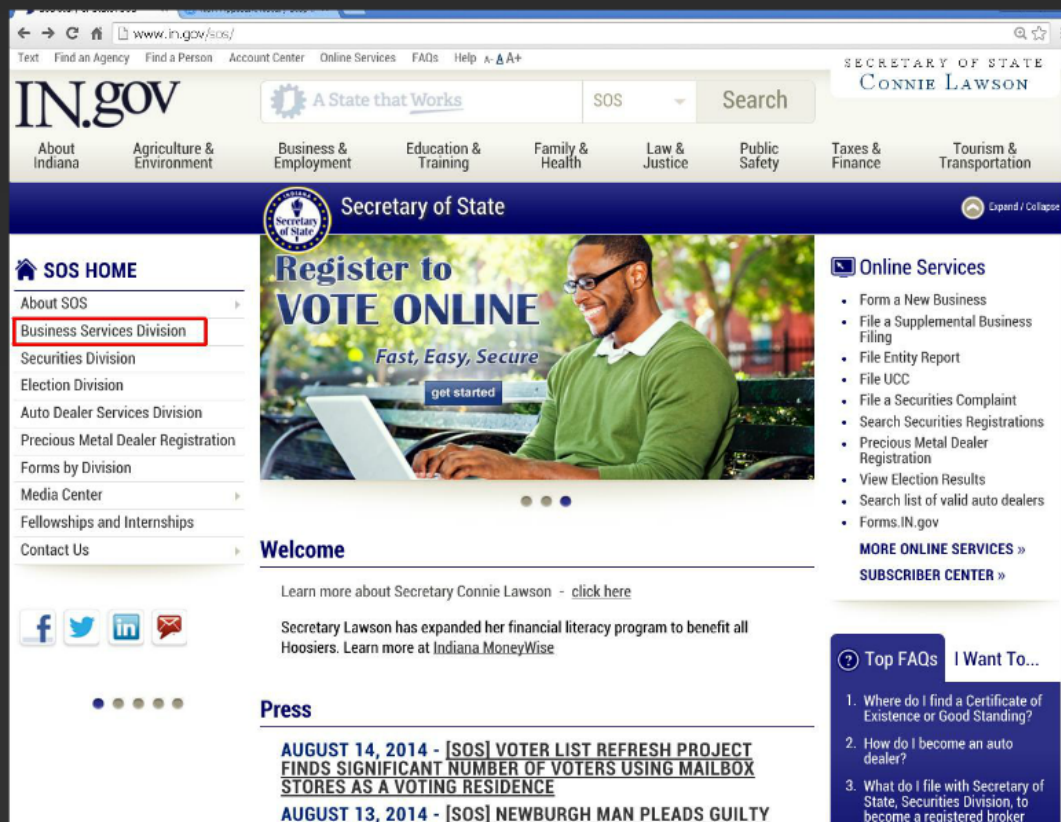 www.in.gov/sos/
Text Find an Agency Find a Person Account Center Online Services FAQs Help A- A A+
SECRETARY OF STATE
CONNIE LAWSON
IN.gov
A State that Works
SOS
Search
About Indiana
Agriculture & Environment
Business & Employment
Education & Training
Family & Health
Law & Justice
Public Safety
Taxes & Finance
Tourism & Transportation
INDIANA
Secretary
of State
Secretary of State
Expand / Collapse
SOS HOME
About SOS
Business Services Division
Securities Division
Election Division
Auto Dealer Services Division
Precious Metal Dealer Registration
Forms by Division
Media Center
Fellowships and Internships
Contact Us
Register to
VOTE ONLINE
Fast, Easy, Secure
get started
Welcome
Learn more about Secretary Connie Lawson - click here
Secretary Lawson has expanded her financial literacy program to benefit all
Hoosiers. Learn more at Indiana MoneyWise
Press
AUGUST 14, 2014 - [SOS] VOTER LIST REFRESH PROJECT
FINDS SIGNIFICANT NUMBER OF VOTERS USING MAILBOX
STORES AS A VOTING RESIDENCE
AUGUST 13, 2014 - [SOS] NEWBURGH MAN PLEADS GUILTY
Online Services
Form a New Business
File a Supplemental Business
Filing
File Entity Report
File UCC
File a Securities Complaint
Search Securities Registrations
Precious Metal Dealer
Registration
View Election Results
Search list of valid auto dealers
Forms.IN.gov
MORE ONLINE SERVICES »
SUBSCRIBER CENTER »
Top FAQs
I Want To...
1. Where do I find a Certificate of
Existence or Good Standing?
2. How do I become an auto
dealer?
3. What do I file with Secretary of
State, Securities Division, to
become a registered broker